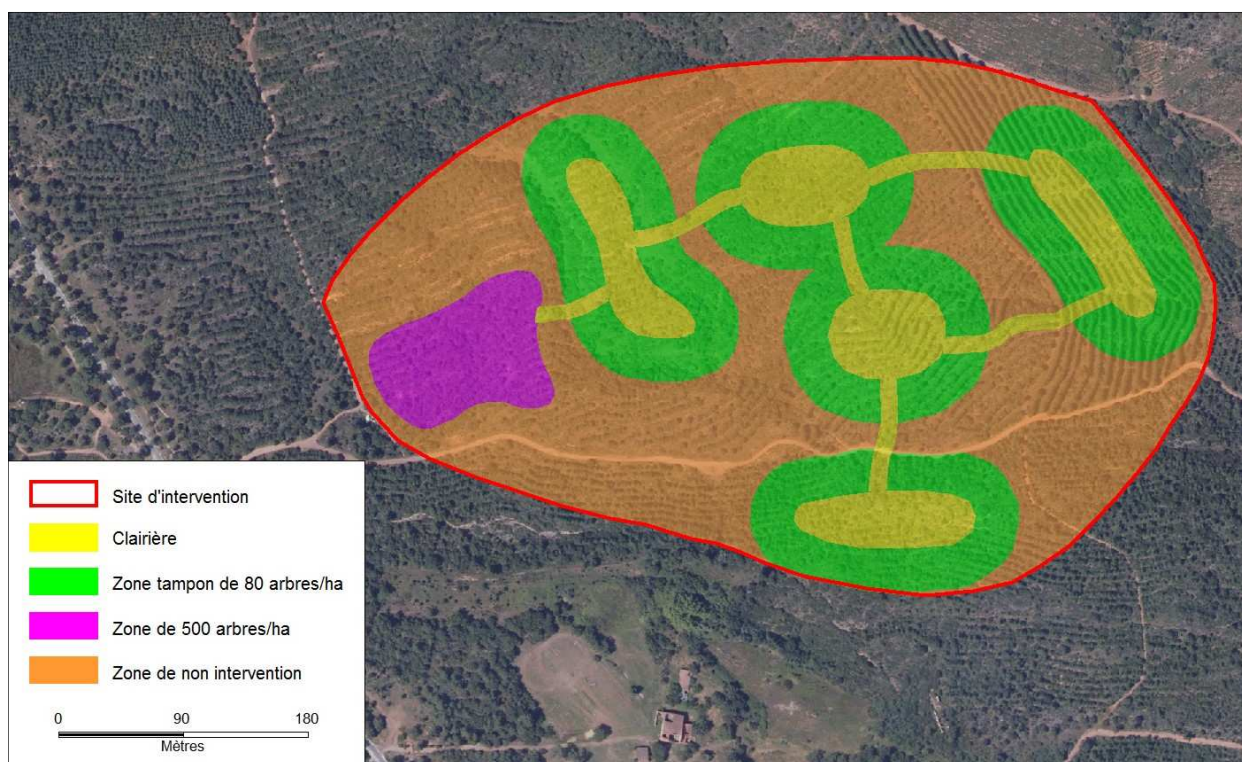 Site d'intervention
Clairière
Zone tampon de 80 arbres/ha
Zone de 500 arbres/ha
Zone de non intervention
0 90 180
Mètres